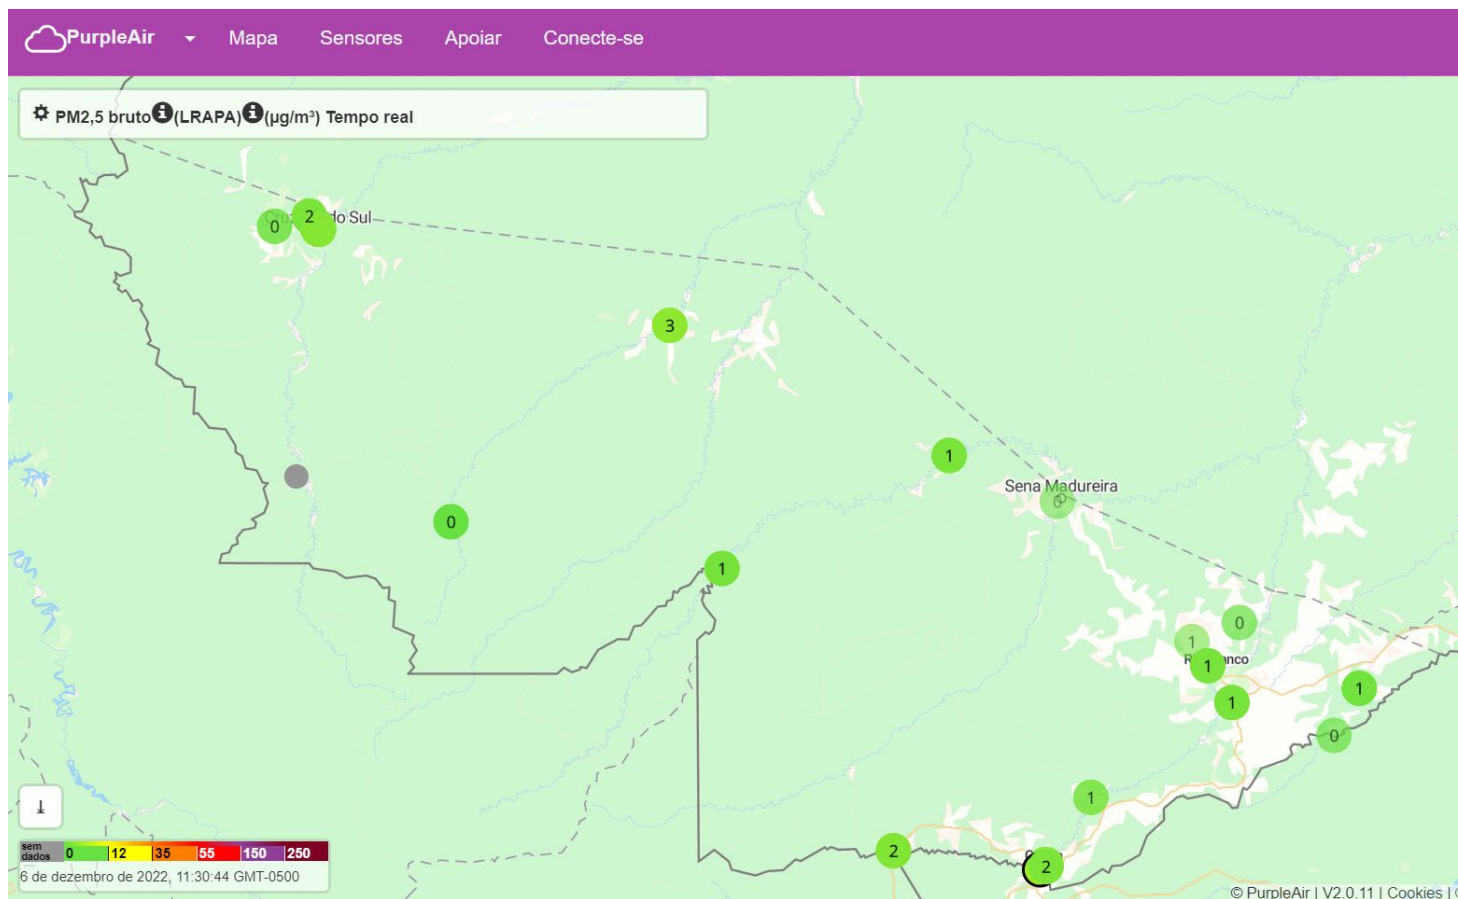 PurpleAir Mapa Sensores Apoiar Conecte-se
PM2,5 bruto (LRAPA) (µg/m³) Tempo real
2
do Sul
0
3
1
Sena Madureira
0
0
1
0
1
1
1
1
0
1
2
2
sem dados 0 12 35 55 150 250
6 de dezembro de 2022, 11:30:44 GMT-0500
© PurpleAir | V2.0.11 | Cookies |